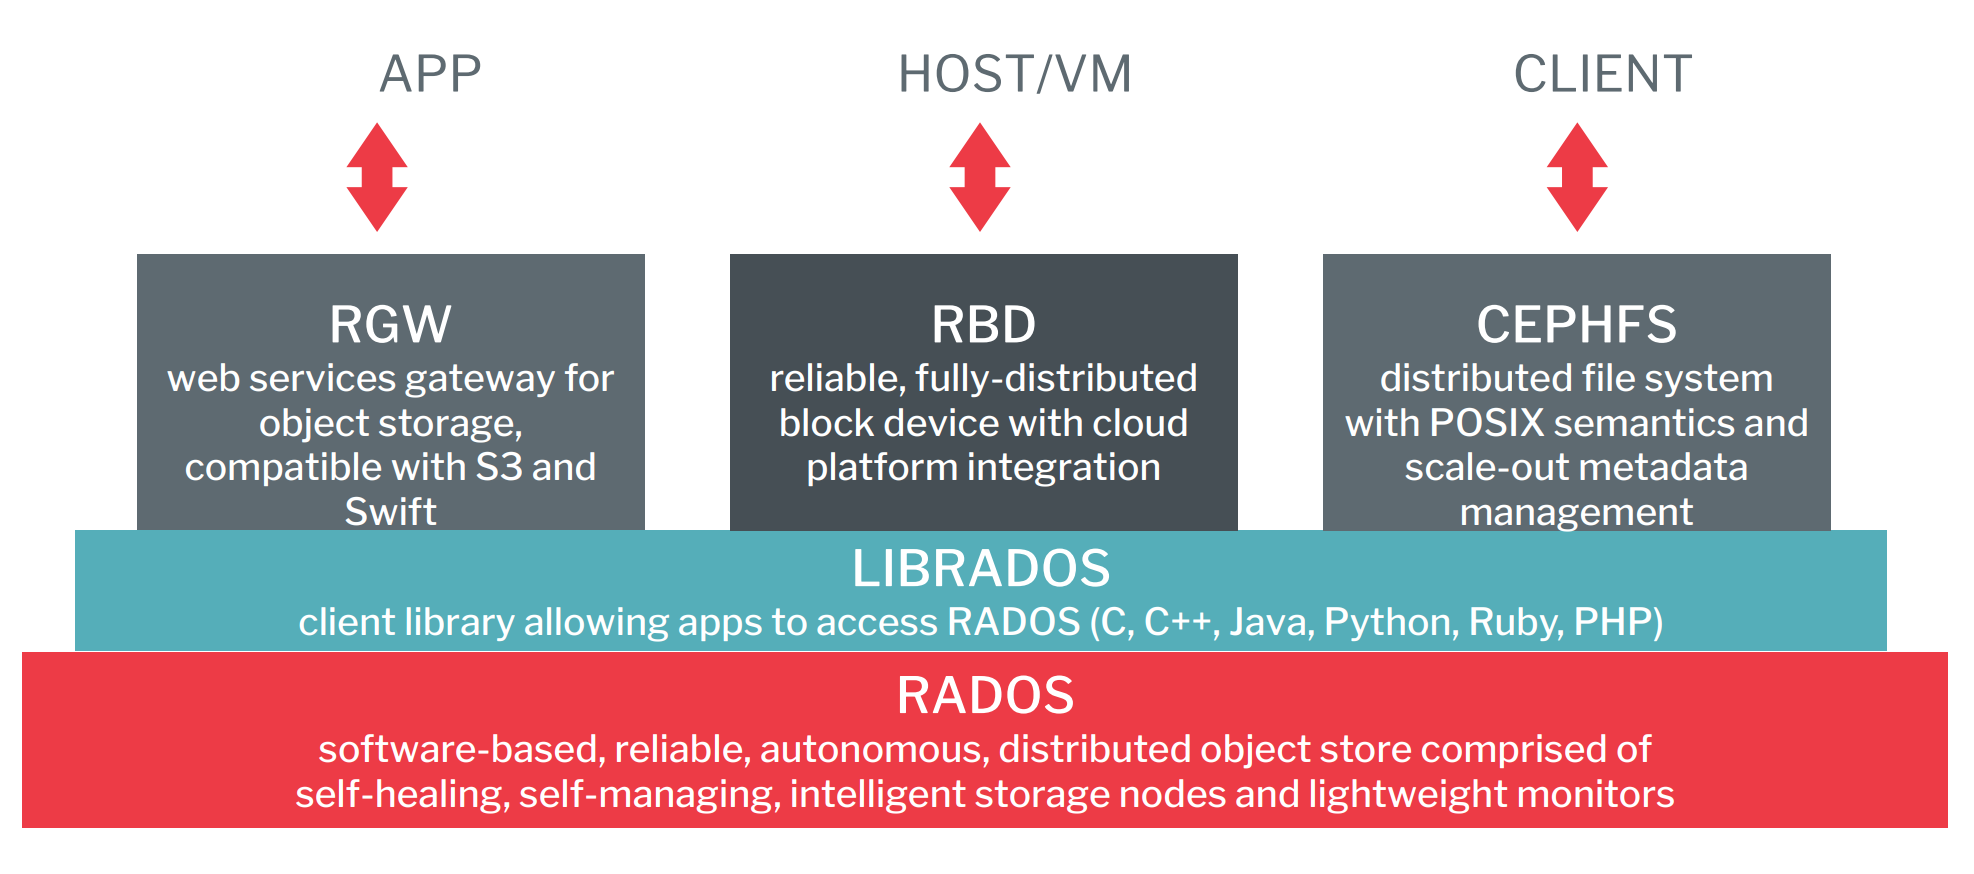 APP
HOST/VM
CLIENT
RGW
web services gateway for
object storage,
compatible with S3 and
Swift
RBD
reliable, fully-distributed
block device with cloud
platform integration
CEPHFS
distributed file system
with POSIX semantics and
scale-out metadata
management
LIBRADOS
client library allowing apps to access RADOS (C, C++, Java, Python, Ruby, PHP)
RADOS
software-based, reliable, autonomous, distributed object store comprised of
self-healing, self-managing, intelligent storage nodes and lightweight monitors